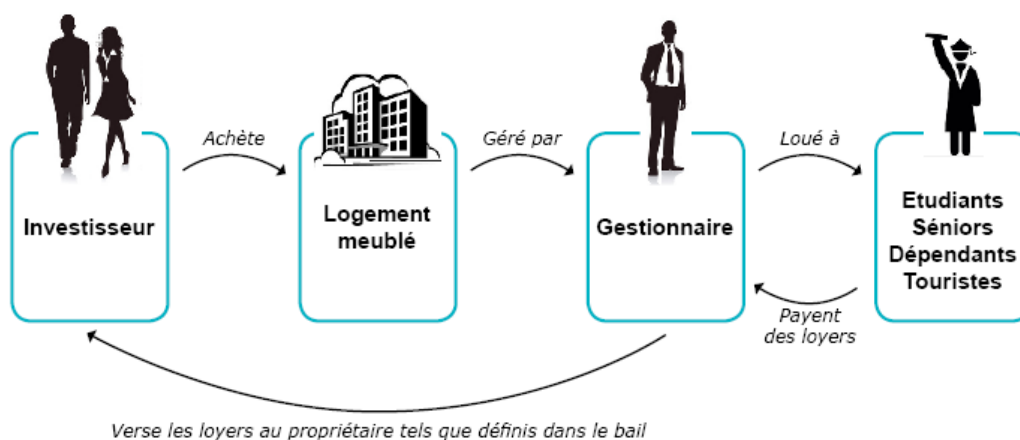 Achète
Géré par
Loué à
Investisseur
Logement
meublé
Gestionnaire
Etudiants
Séniors
Dépendants
Touristes
Payent
des loyers
Verse les loyers au propriétaire tels que définis dans le bail